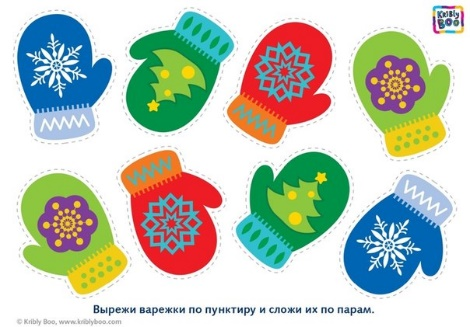 Kribly
BOO
Вырежи варежки по пунктиру и сложи их по парам.
© Kribly Boo, www.kriblyboo.com